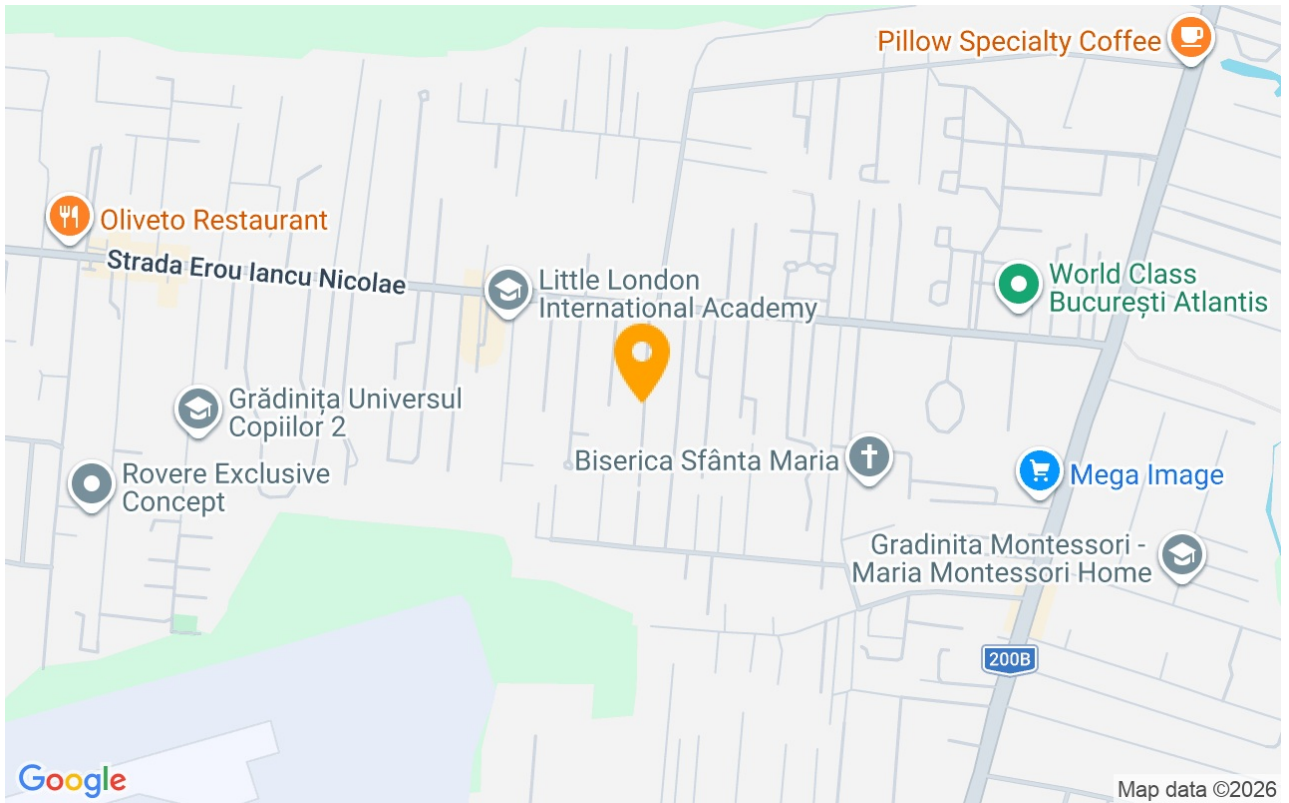 Pillow Specialty Coffee
Oliveto Restaurant
Strada Erou Iancu Nicolae
Little London
International Academy
World Class
București Atlantis
Grădinița Universul
Copiilor 2
Biserica Sfânta Maria
Rovere Exclusive
Concept
Mega Image
Gradinita Montessori -
Maria Montessori Home
200B
Google
Map data ©2026